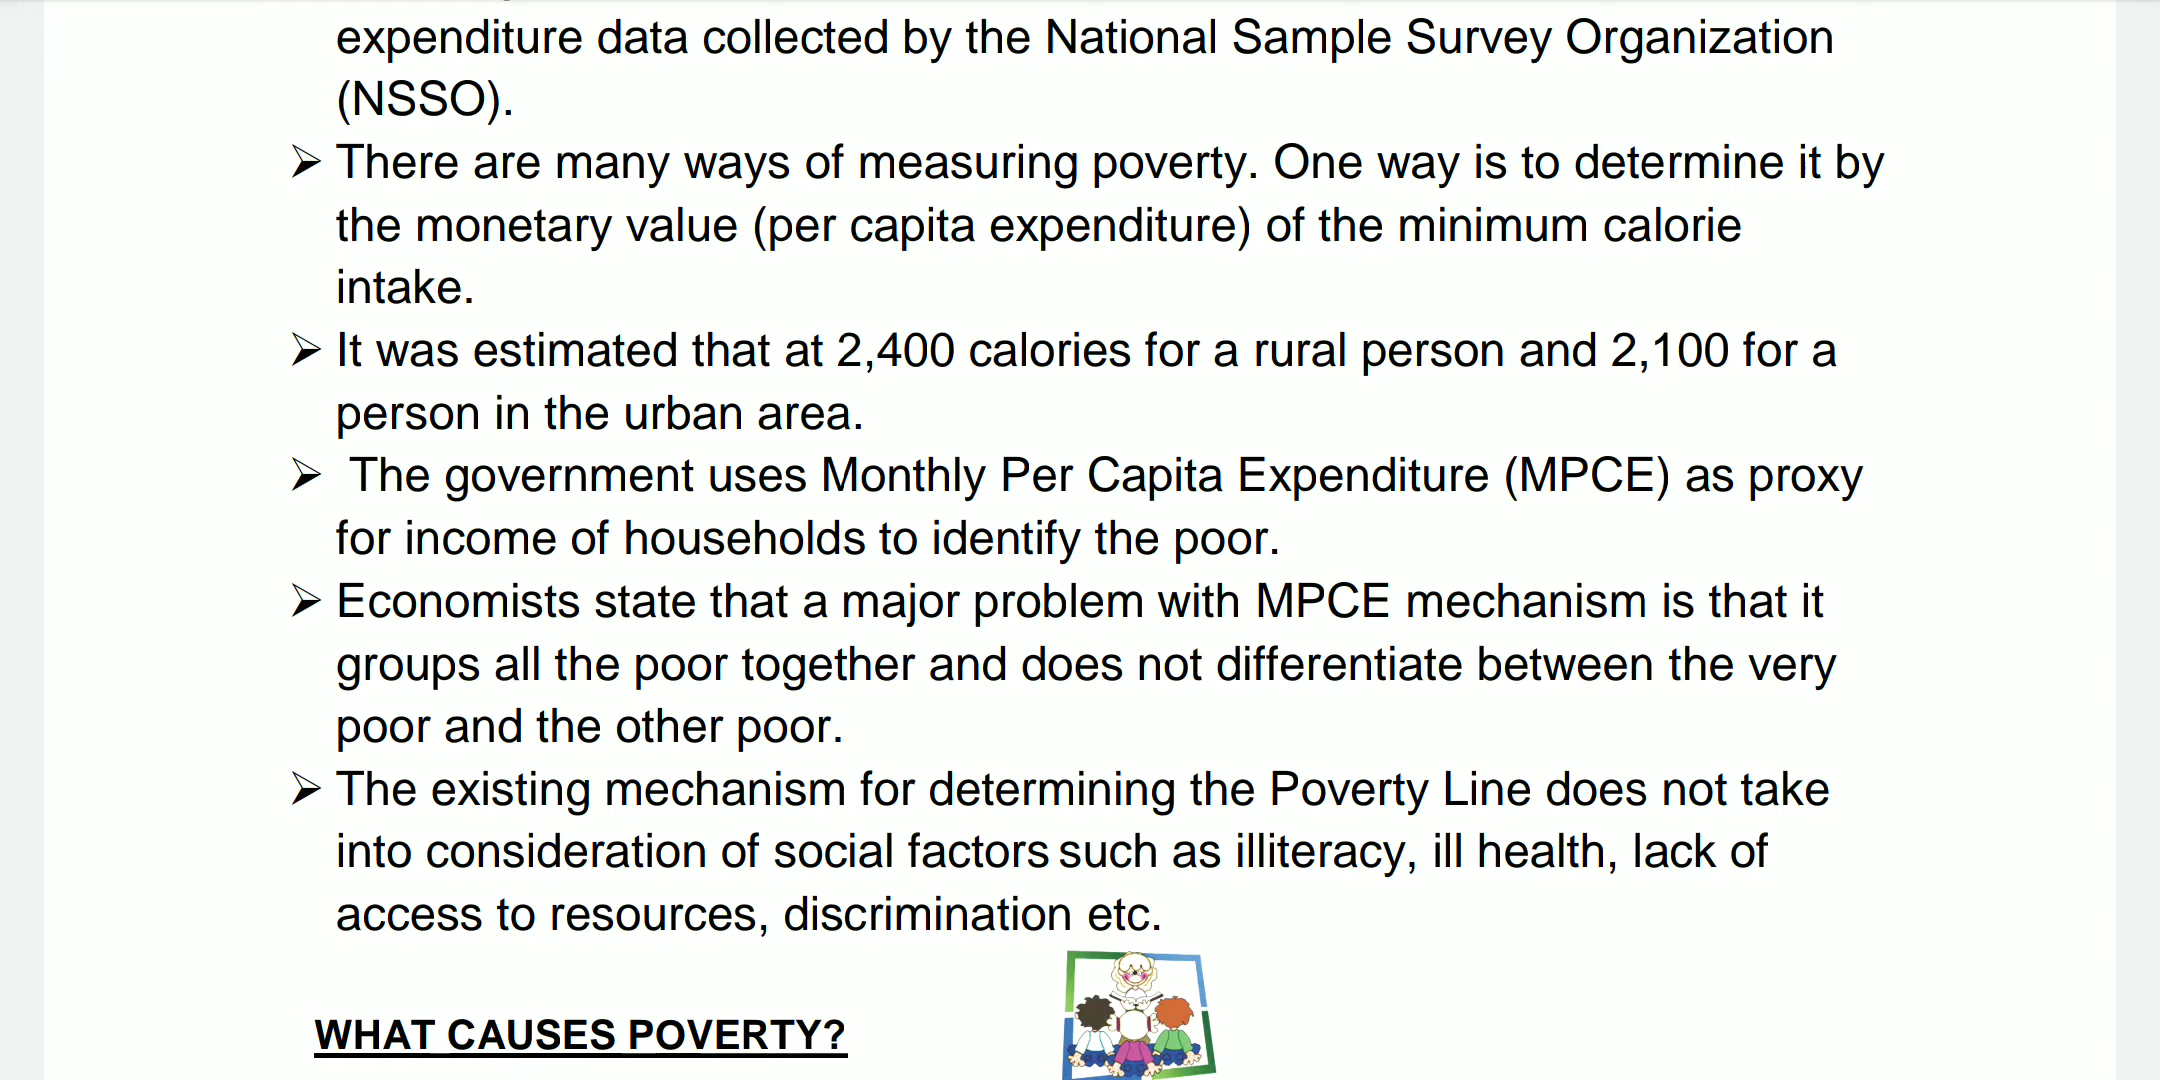 expenditure data collected by the National Sample Survey Organization
(NSSO).
➢ There are many ways of measuring poverty. One way is to determine it by
the monetary value (per capita expenditure) of the minimum calorie
intake.
➢ It was estimated that at 2,400 calories for a rural person and 2,100 for a
person in the urban area.
➢ The government uses Monthly Per Capita Expenditure (MPCE) as proxy
for income of households to identify the poor.
➢ Economists state that a major problem with MPCE mechanism is that it
groups all the poor together and does not differentiate between the very
poor and the other poor.
➢ The existing mechanism for determining the Poverty Line does not take
into consideration of social factors such as illiteracy, ill health, lack of
access to resources, discrimination etc.
WHAT CAUSES POVERTY?